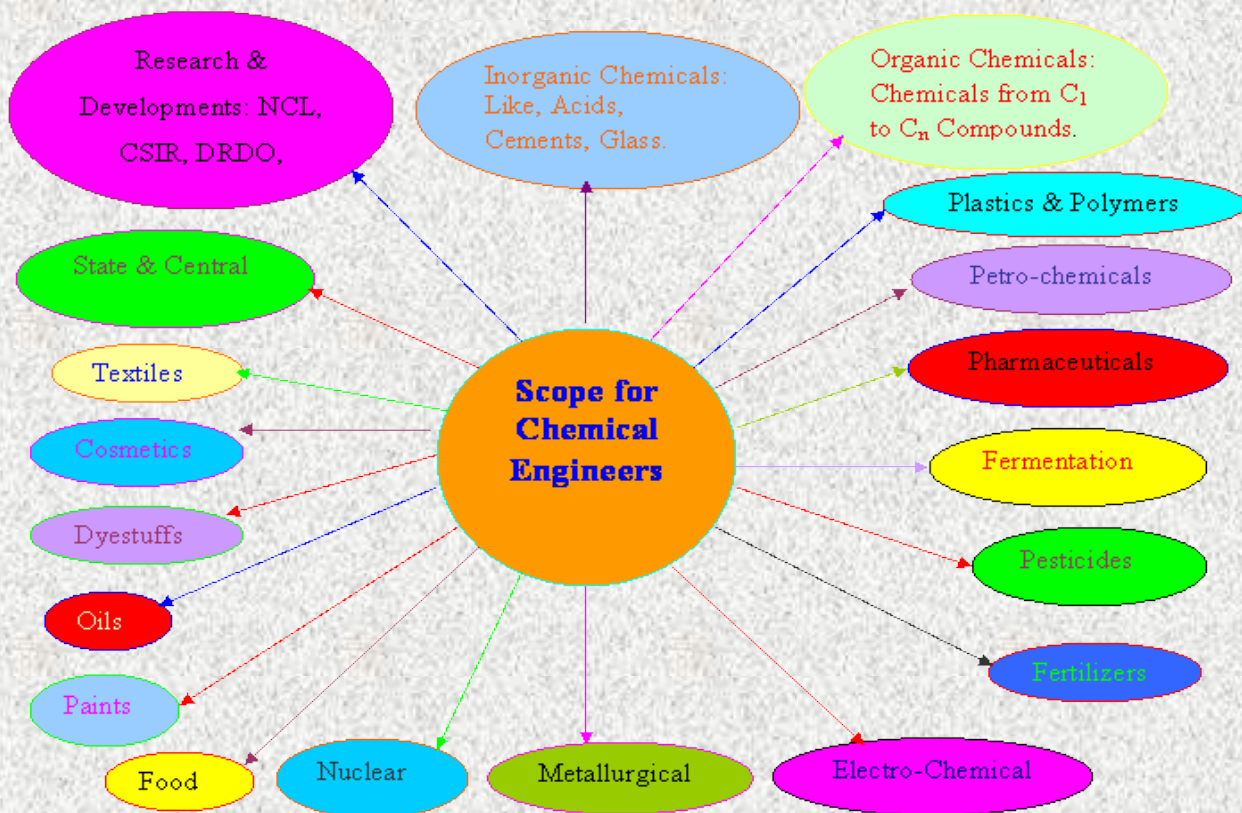 Research &
Developments: NCL,
CSIR, DRDO,
Inorganic Chemicals:
Like, Acids,
Cements, Glass.
Organic Chemicals:
Chemicals from C₁
to Cₙ Compounds.
Plastics & Polymers
State & Central
Petro-chemicals
Textiles
Pharmaceuticals
Scope for
Chemical
Engineers
Cosmetics
Fermentation
Dyestuffs
Pesticides
Oils
Fertilizers
Paints
Food
Nuclear
Metallurgical
Electro-Chemical